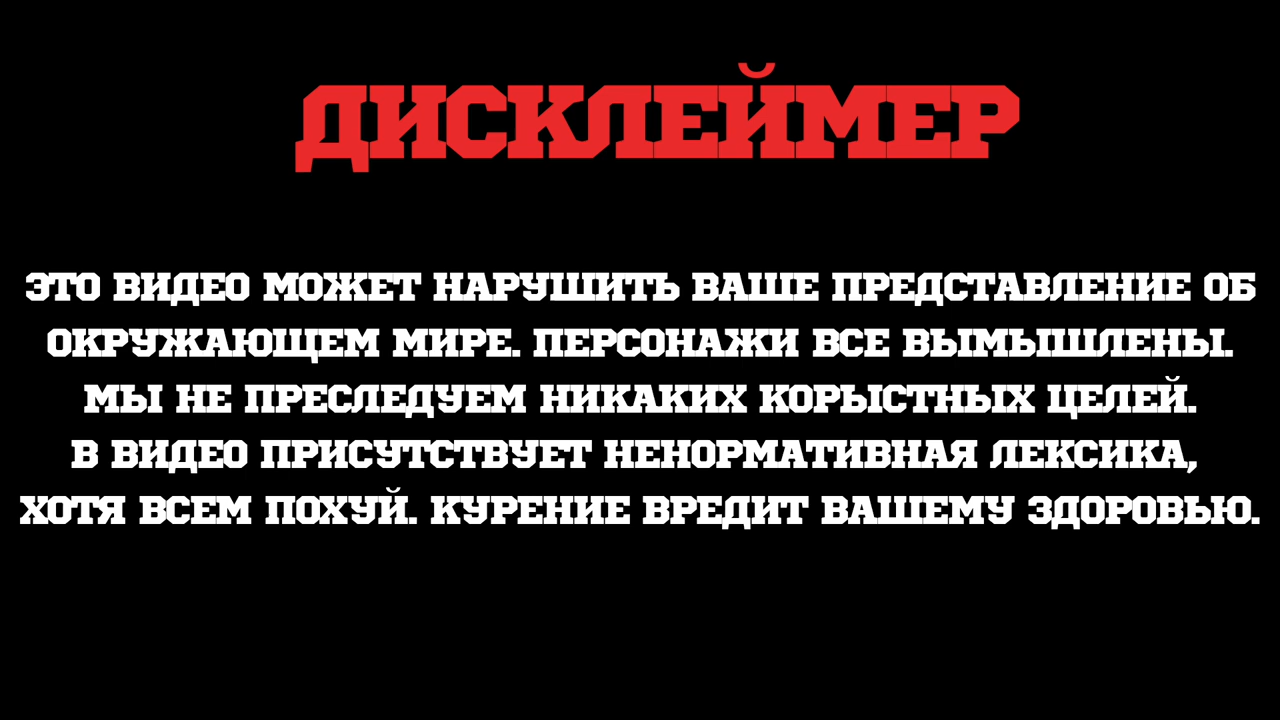 ДИСКЛЕЙМЕР
ЭТО ВИДЕО МОЖЕТ НАРУШИТЬ ВАШЕ ПРЕДСТАВЛЕНИЕ ОБ
ОКРУЖАЮЩЕМ МИРЕ. ПЕРСОНАЖИ ВСЕ ВЫМЫШЛЕНЫ.
МЫ НЕ ПРЕСЛЕДУЕМ НИКАКИХ КОРЫСТНЫХ ЦЕЛЕЙ.
В ВИДЕО ПРИСУТСТВУЕТ НЕНОРМАТИВНАЯ ЛЕКСИКА,
ХОТЯ ВСЕМ ПОХУЙ. КУРЕНИЕ ВРЕДИТ ВАШЕМУ ЗДОРОВЬЮ.